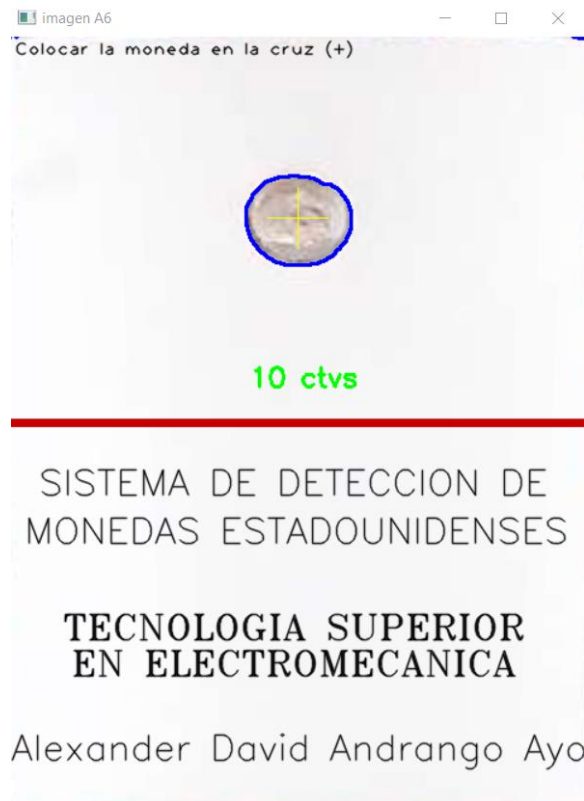 imagen A6
Colocar la moneda en la cruz (+)
10 ctvs
SISTEMA DE DETECCION DE
MONEDAS ESTADOUNIDENSES
TECNOLOGIA SUPERIOR
EN ELECTROMECANICA
Alexander David Andrango Ayo